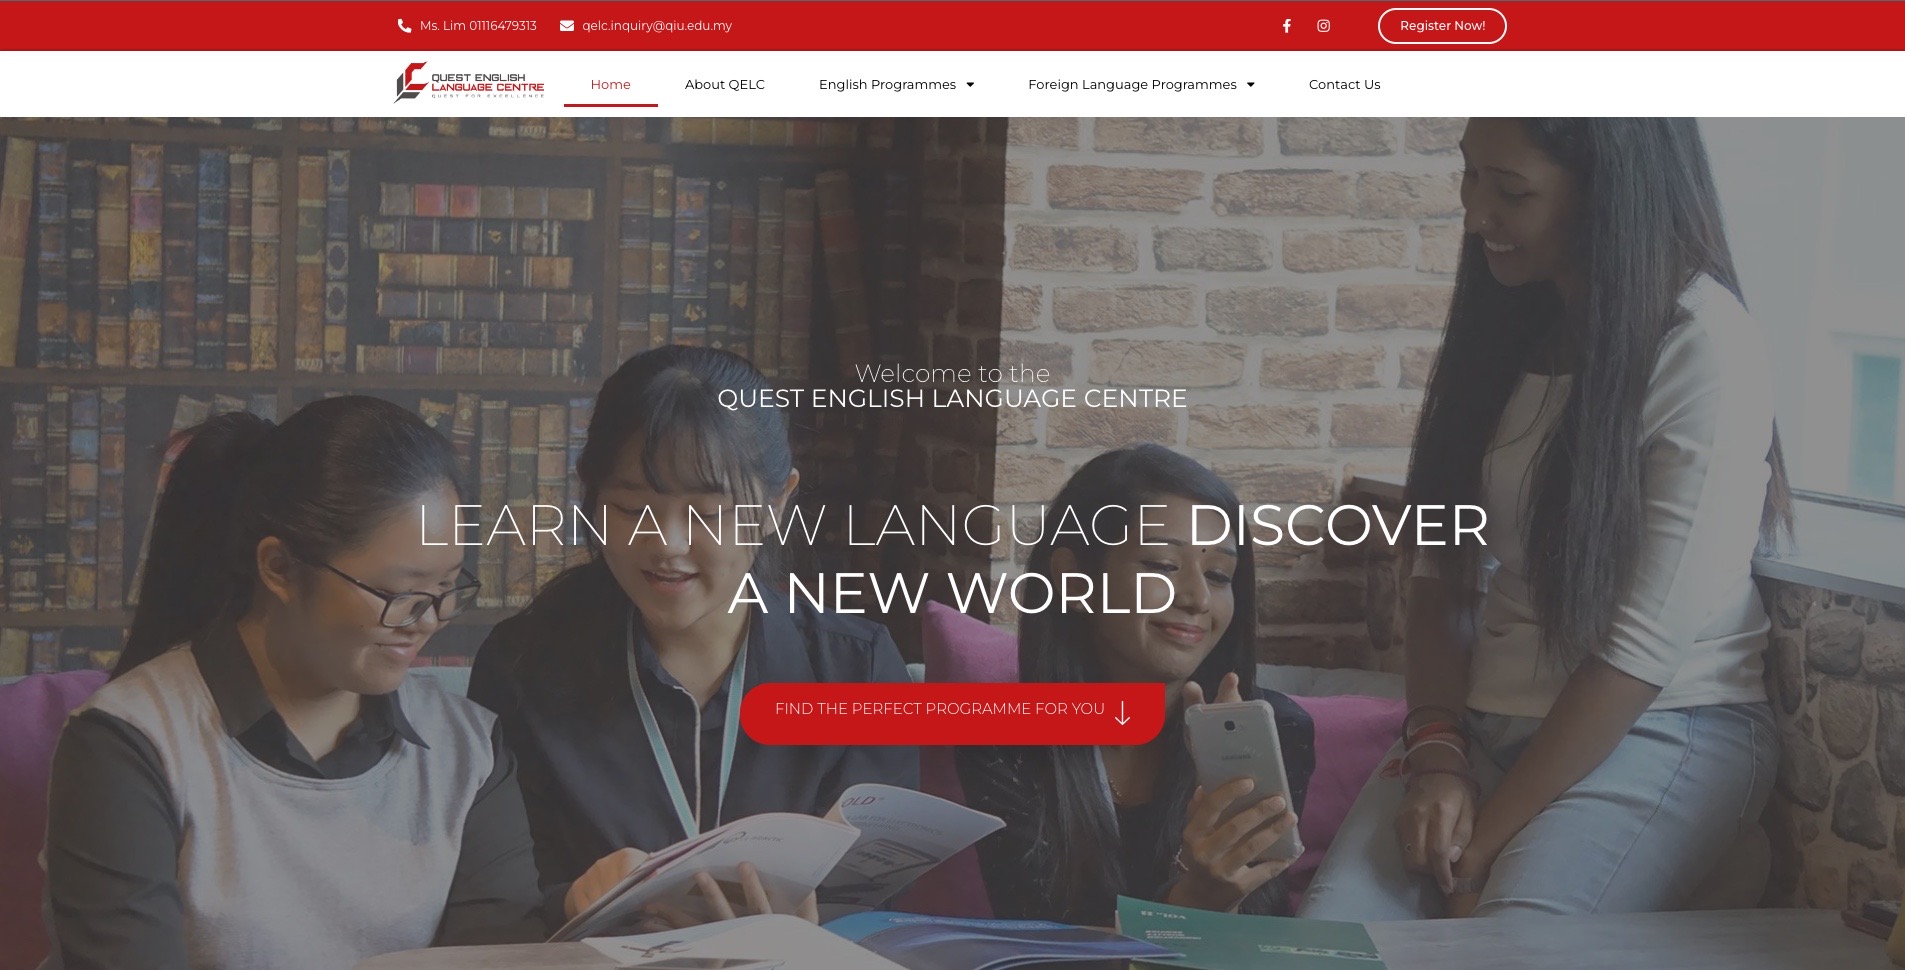 Ms. Lim 01116479313
qelc.inquiry@qiu.edu.my
Register Now!
QUEST ENGLISH
LANGUAGE CENTRE
QUEST FOR EXCELLENCE
Home
About QELC
English Programmes
Foreign Language Programmes
Contact Us
Welcome to the
QUEST ENGLISH LANGUAGE CENTRE
LEARN A NEW LANGUAGE DISCOVER
A NEW WORLD
FIND THE PERFECT PROGRAMME FOR YOU